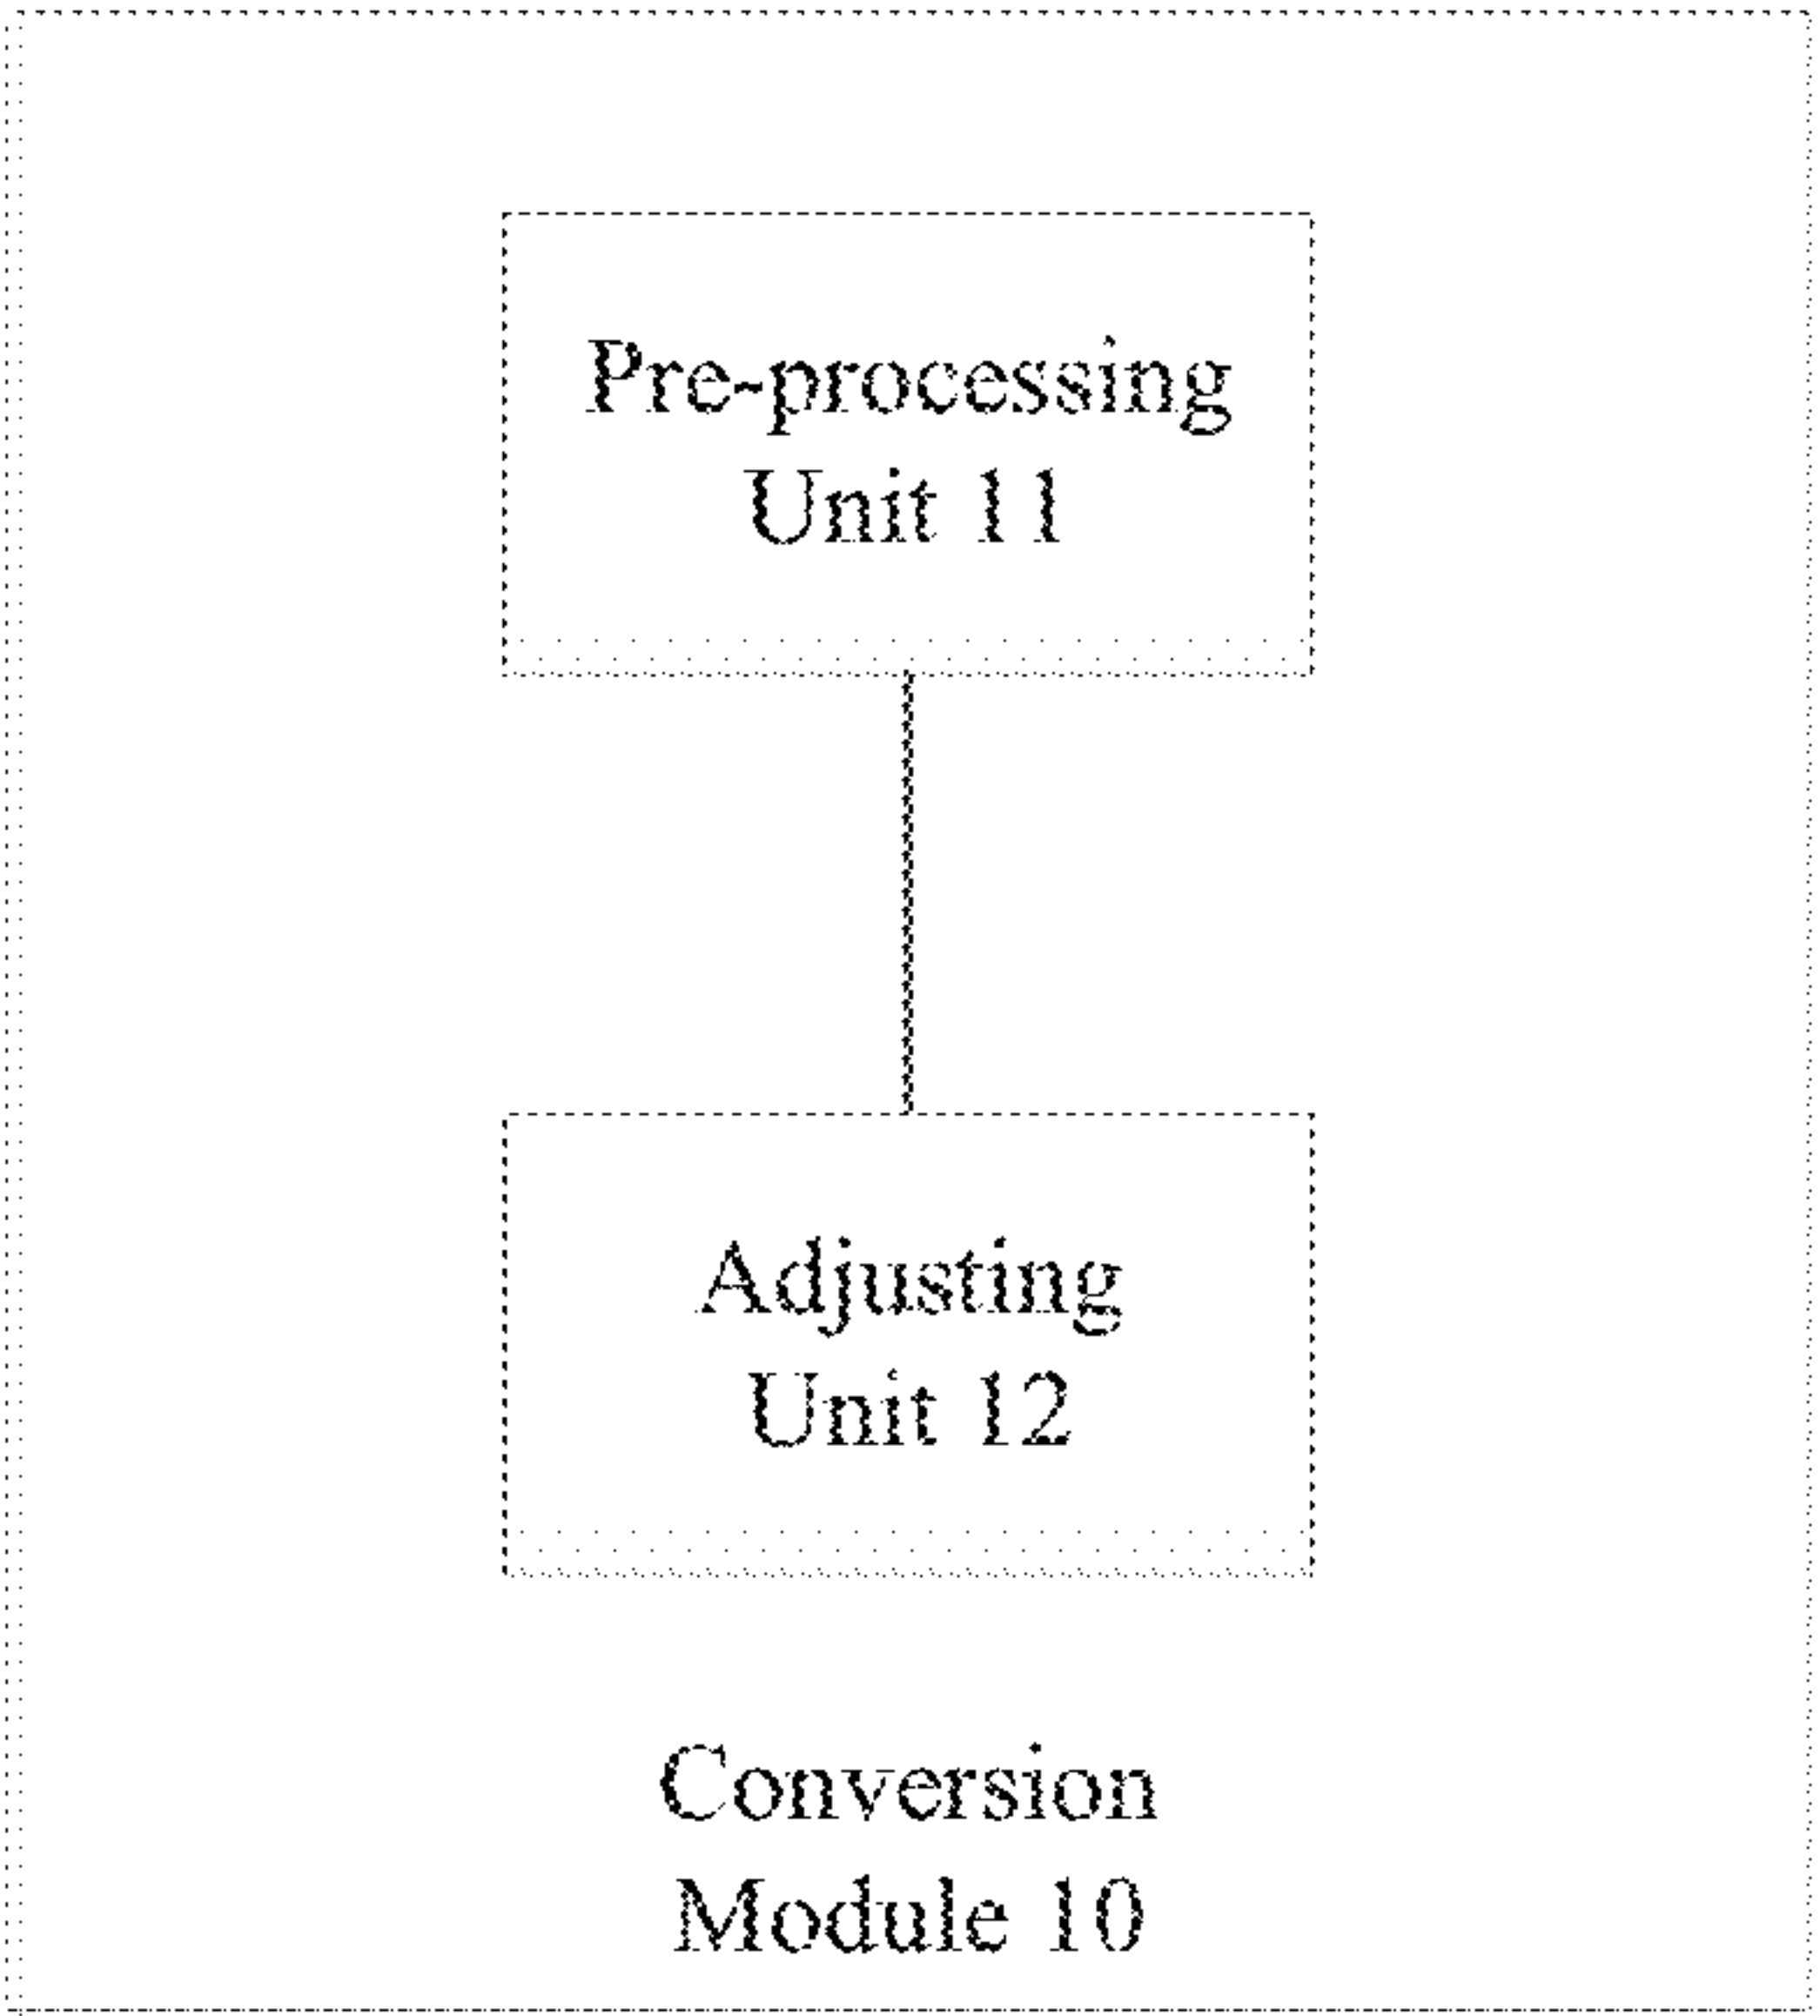 Pre-processing
Unit 11
Adjusting
Unit 12
Conversion
Module 10